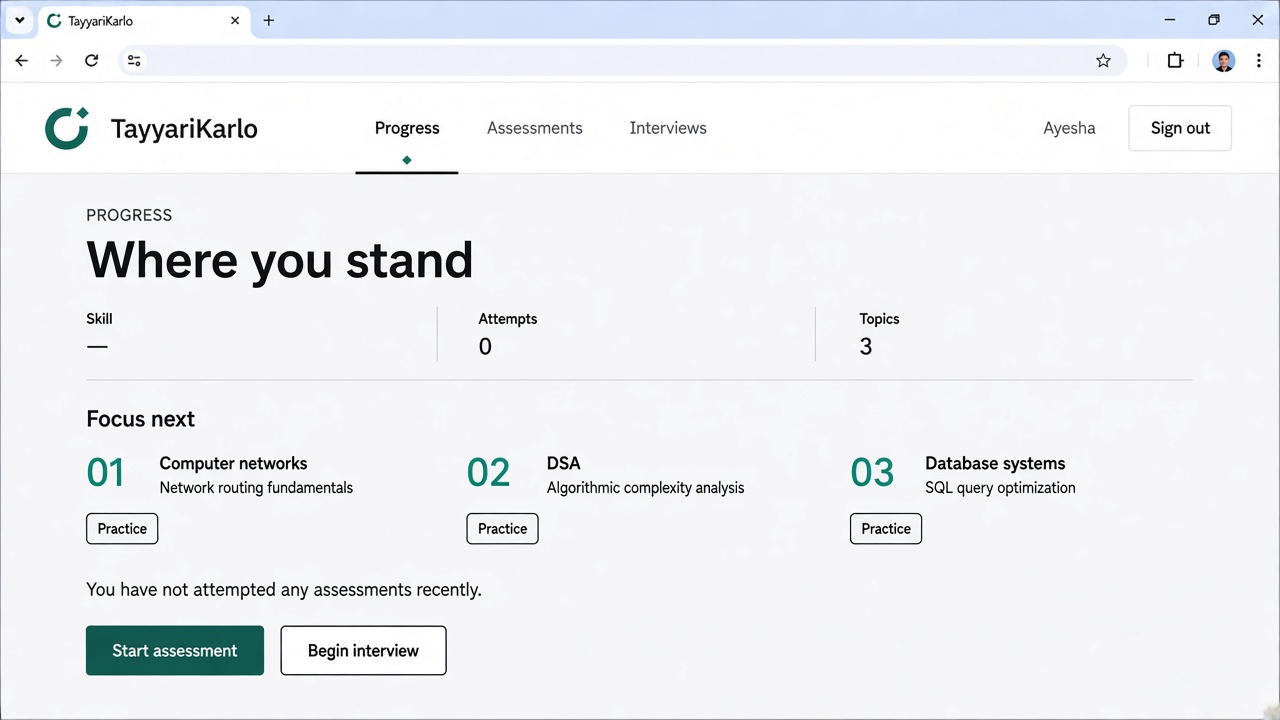 TayyariKarlo
TayyariKarlo
Progress
Assessments
Interviews
Ayesha
Sign out
PROGRESS
Where you stand
Skill
—
Attempts
0
Topics
3
Focus next
01
Computer networks
Network routing fundamentals
Practice
02
DSA
Algorithmic complexity analysis
Practice
03
Database systems
SQL query optimization
Practice
You have not attempted any assessments recently.
Start assessment
Begin interview